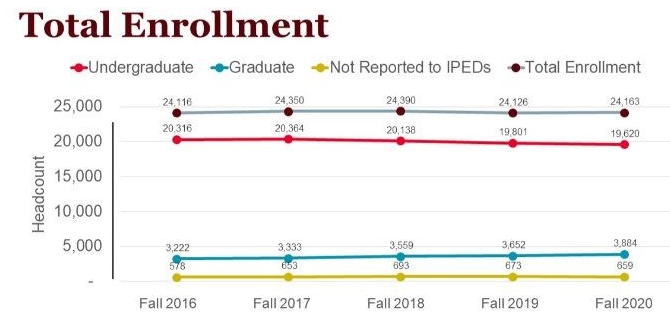 Total Enrollment
Undergraduate Graduate Not Reported to IPEDs Total Enrollment
25,000
24,116 24,350 24,390 24,126 24,163
20,316 20,364 20,138 19,801 19,620
20,000
15,000
Headcount
10,000
5,000
3,222 3,333 3,559 3,652 3,884
578 653 693 673 659
-
Fall 2016 Fall 2017 Fall 2018 Fall 2019 Fall 2020